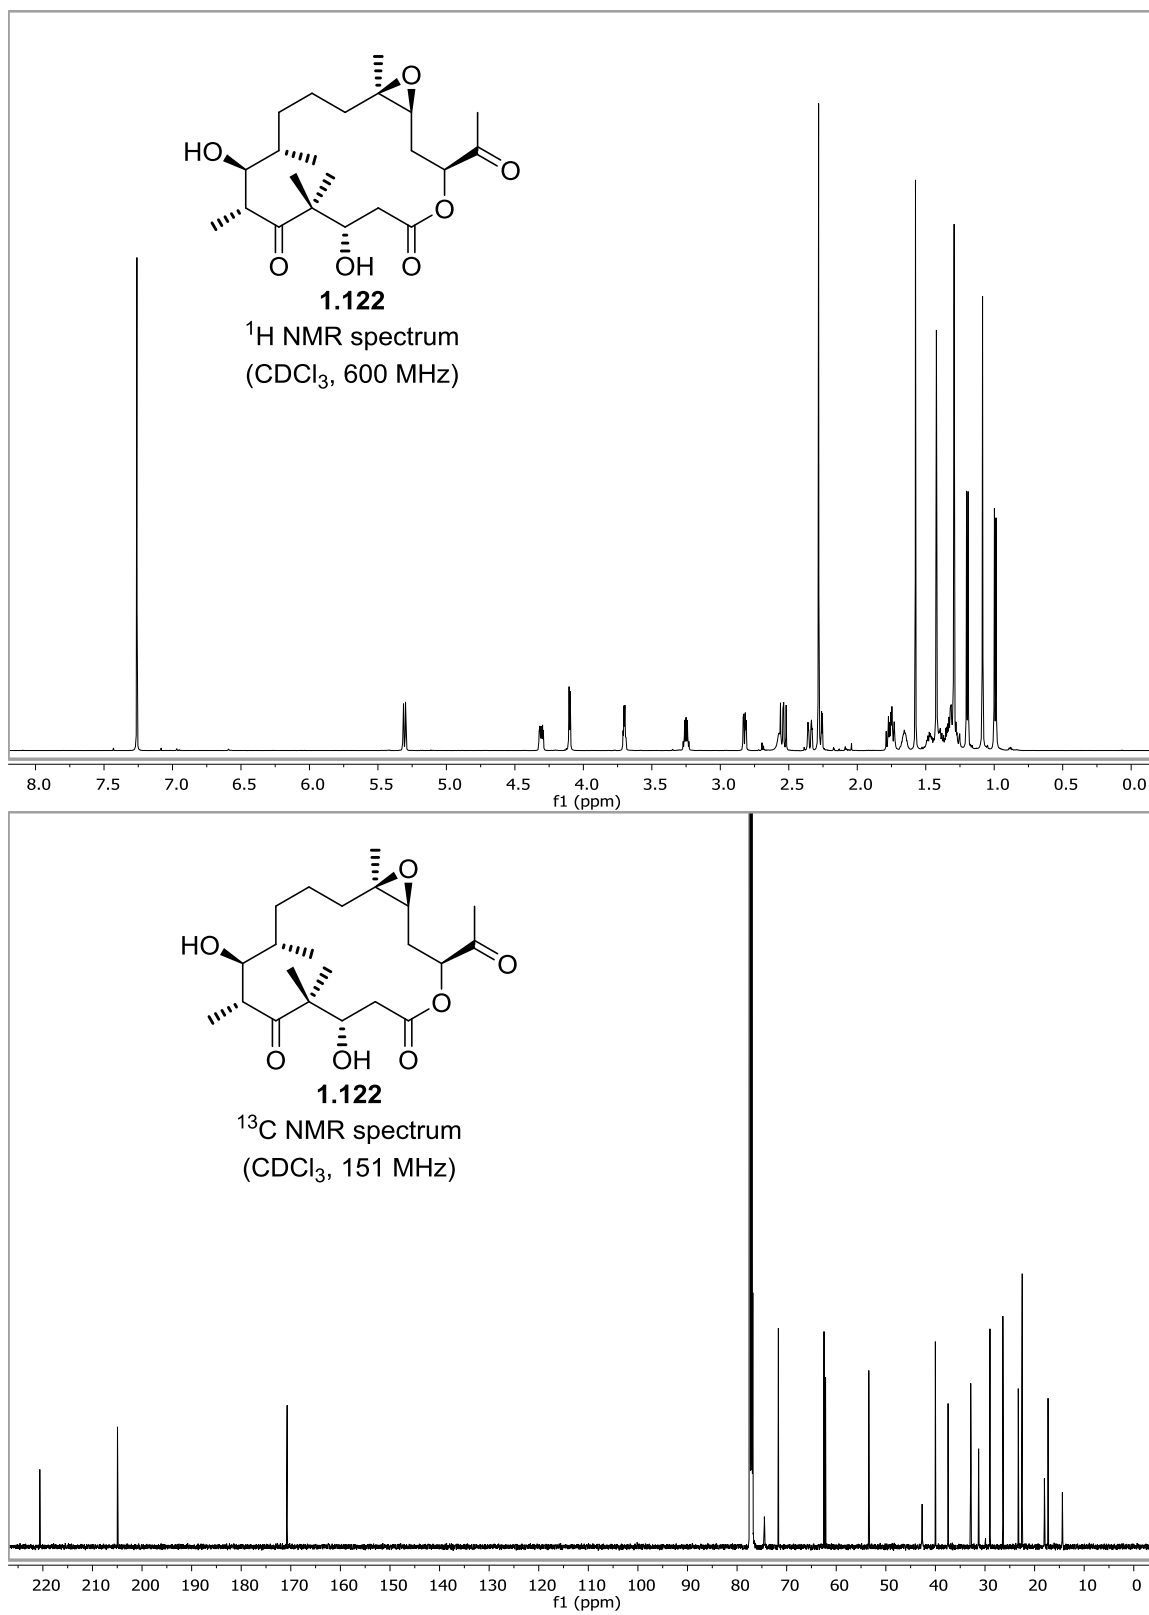 O
HO
O
O
O
OH
O
1.122
1H NMR spectrum
(CDCl3, 600 MHz)
8.0 7.5 7.0 6.5 6.0 5.5 5.0 4.5 4.0 3.5 3.0 2.5 2.0 1.5 1.0 0.5 0.0
f1 (ppm)
O
HO
O
O
O
OH
O
1.122
13C NMR spectrum
(CDCl3, 151 MHz)
220 210 200 190 180 170 160 150 140 130 120 110 100 90 80 70 60 50 40 30 20 10 0
f1 (ppm)